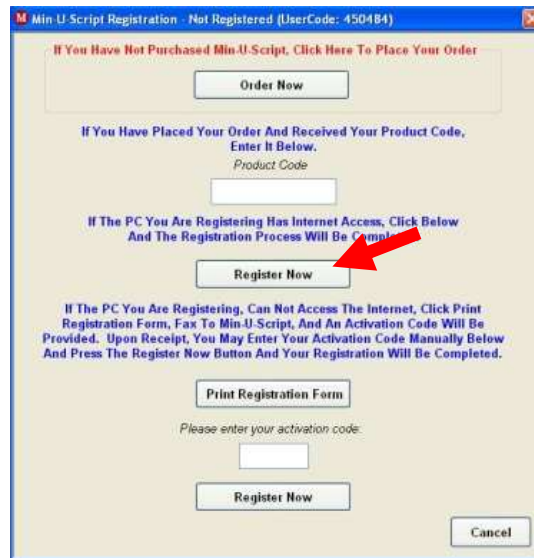 Min-U-Script Registration - Not Registered (UserCode: 450484)
If You Have Not Purchased Min-U-Script, Click Here To Place Your Order
Order Now
If You Have Placed Your Order And Received Your Product Code,
Enter It Below.
Product Code
If The PC You Are Registering Has Internet Access, Click Below
And The Registration Process Will Be
Register Now
If The PC You Are Registering, Can Not Access The Internet, Click Print
Registration Form, Fax To Min-U-Script, And An Activation Code Will Be
Provided. Upon Receipt, You May Enter Your Activation Code Manually Below
And Press The Register Now Button And Your Registration Will Be Completed.
Print Registration Form
Please enter your activation code:
Register Now
Cancel